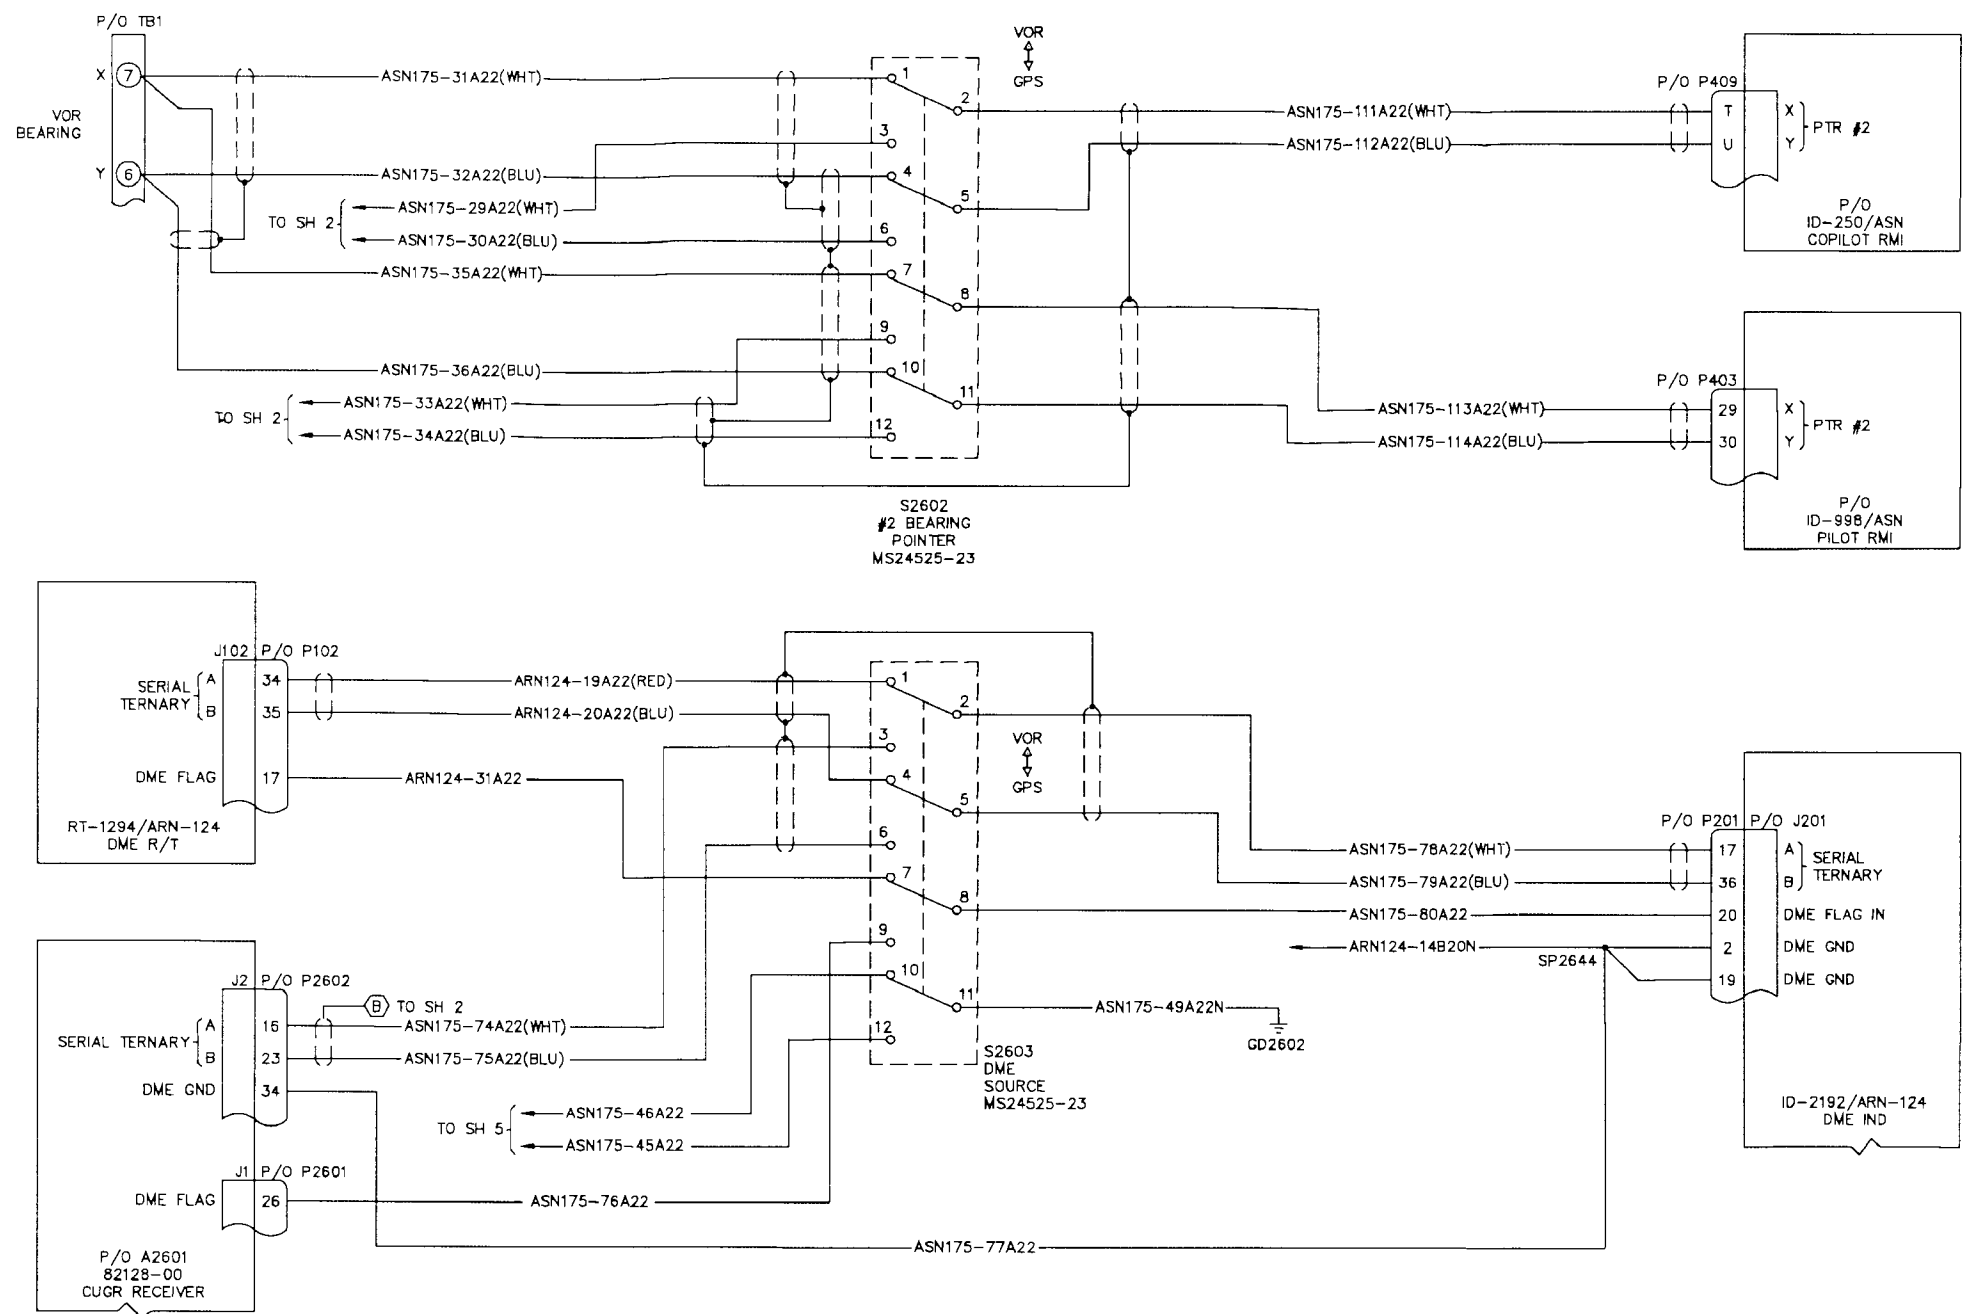 P/O TB1
X 7
VOR
BEARING
Y 6
ASN175-31A22(WHT)
ASN175-32A22(BLU)
TO SH 2
ASN175-29A22(WHT)
ASN175-30A22(BLU)
ASN175-35A22(WHT)
ASN175-36A22(BLU)
TO SH 2
ASN175-33A22(WHT)
ASN175-34A22(BLU)
1
2
3
4
5
6
7
8
9
10
11
12
VOR
GPS
S2602
#2 BEARING
POINTER
MS24525-23
ASN175-111A22(WHT)
ASN175-112A22(BLU)
P/O P409
T X
U Y
PTR #2
P/O
ID-250/ASN
COPILOT RMI
ASN175-113A22(WHT)
ASN175-114A22(BLU)
P/O P403
29 X
30 Y
PTR #2
P/O
ID-998/ASN
PILOT RMI
J102 P/O P102
SERIAL
TERNARY
A 34
B 35
DME FLAG 17
RT-1294/ARN-124
DME R/T
ARN124-19A22(RED)
ARN124-20A22(BLU)
ARN124-31A22
1
2
3
4
5
6
7
8
9
10
11
12
VOR
GPS
S2603
DME
SOURCE
MS24525-23
ASN175-78A22(WHT)
ASN175-79A22(BLU)
ASN175-80A22
ARN124-14B20N
SP2644
ASN175-49A22N
GD2602
P/O P201 P/O J201
17 A
36 B
SERIAL
TERNARY
20 DME FLAG IN
2 DME GND
19 DME GND
ID-2192/ARN-124
DME IND
J2 P/O P2602
B TO SH 2
SERIAL TERNARY
A 16
B 23
DME GND 34
ASN175-74A22(WHT)
ASN175-75A22(BLU)
TO SH 5
ASN175-46A22
ASN175-45A22
J1 P/O P2601
DME FLAG 26
ASN175-76A22
ASN175-77A22
P/O A2601
82128-00
CUGR RECEIVER